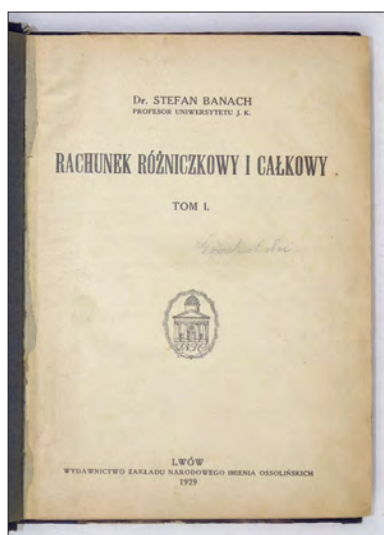 Dr. STEFAN BANACH
PROFESOR UNIWERSYTETU J. K.
RACHUNEK RÓŻNICZKOWY I CAŁKOWY
TOM I.
LWÓW
WYDAWNICTWO ZAKŁADU NARODOWEGO IMIENIA OSSOLIŃSKICH
1929